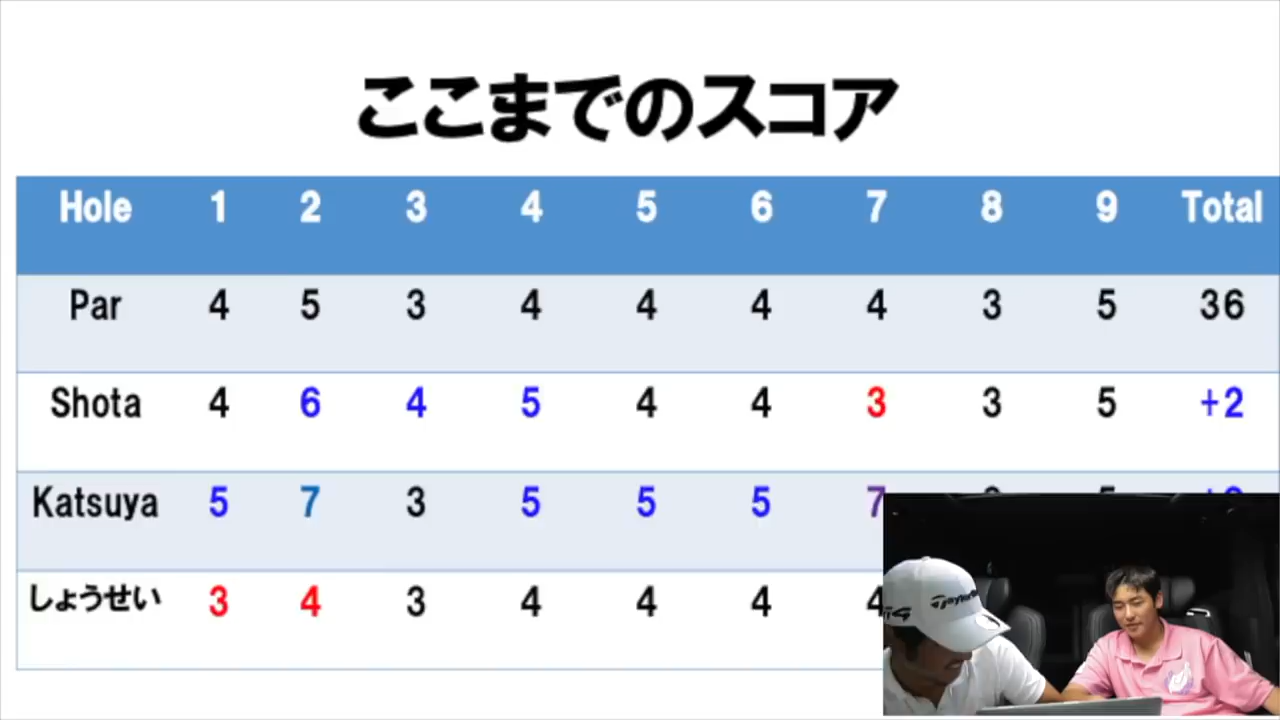 ここまでのスコア
Hole 1 2 3 4 5 6 7 8 9 Total
Par 4 5 3 4 4 4 4 3 5 36
Shota 4 6 4 5 4 4 3 3 5 +2
Katsuya 5 7 3 5 5 5 7
しょうせい 3 4 3 4 4 4 4